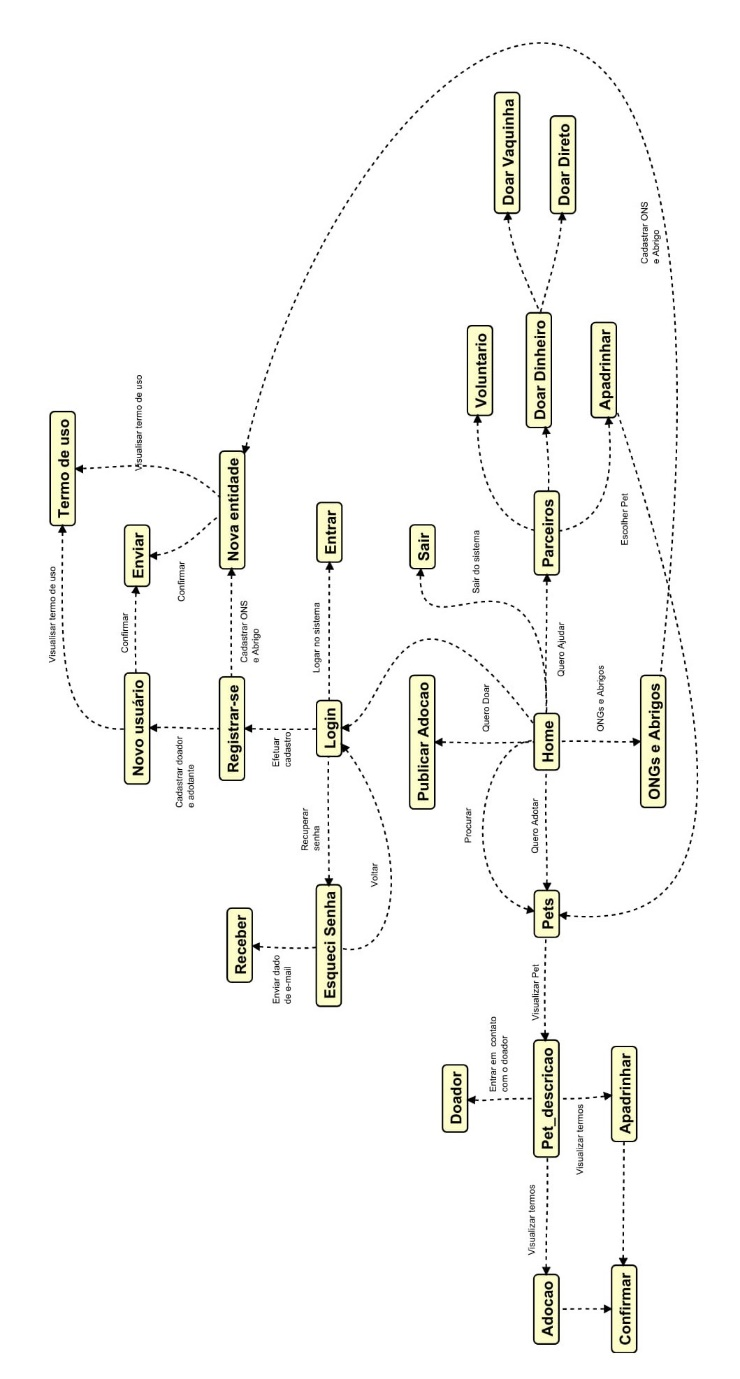 Termo de uso
Visualisar termo de uso
Visualisar termo de uso
Novo usuário
Confirmar
Enviar
Confirmar
Cadastrar doador
e adotante
Registrar-se
Cadastrar ONS
e Abrigo
Nova entidade
Receber
Enviar dado
de e-mail
Efetuar
cadastro
Esqueci Senha
Recuperar
senha
Login
Logar no sistema
Entrar
Voltar
Publicar Adocao
Sair
Quero Doar
Sair do sistema
Procurar
Voluntario
Doar Vaquinha
Doador
Entrar em contato
com o doador
Adocao
Visualizar termos
Pet_descricao
Visualizar Pet
Pets
Quero Adotar
Home
Quero Ajudar
Parceiros
Doar Dinheiro
Doar Direto
Visualizar termos
ONGs e Abrigos
Escolher Pet
Apadrinhar
Confirmar
Apadrinhar
ONGs e Abrigos
Cadastrar ONS
e Abrigo